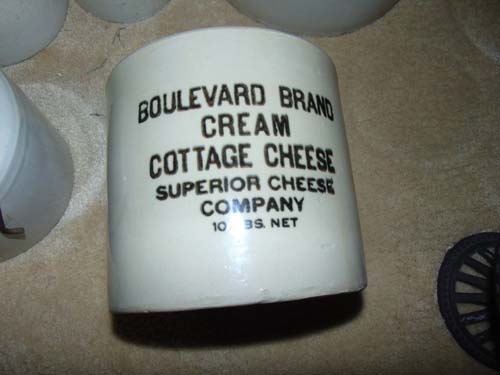 BOULEVARD BRAND
CREAM
COTTAGE CHEESE
SUPERIOR CHEESE
COMPANY
10 LBS. NET